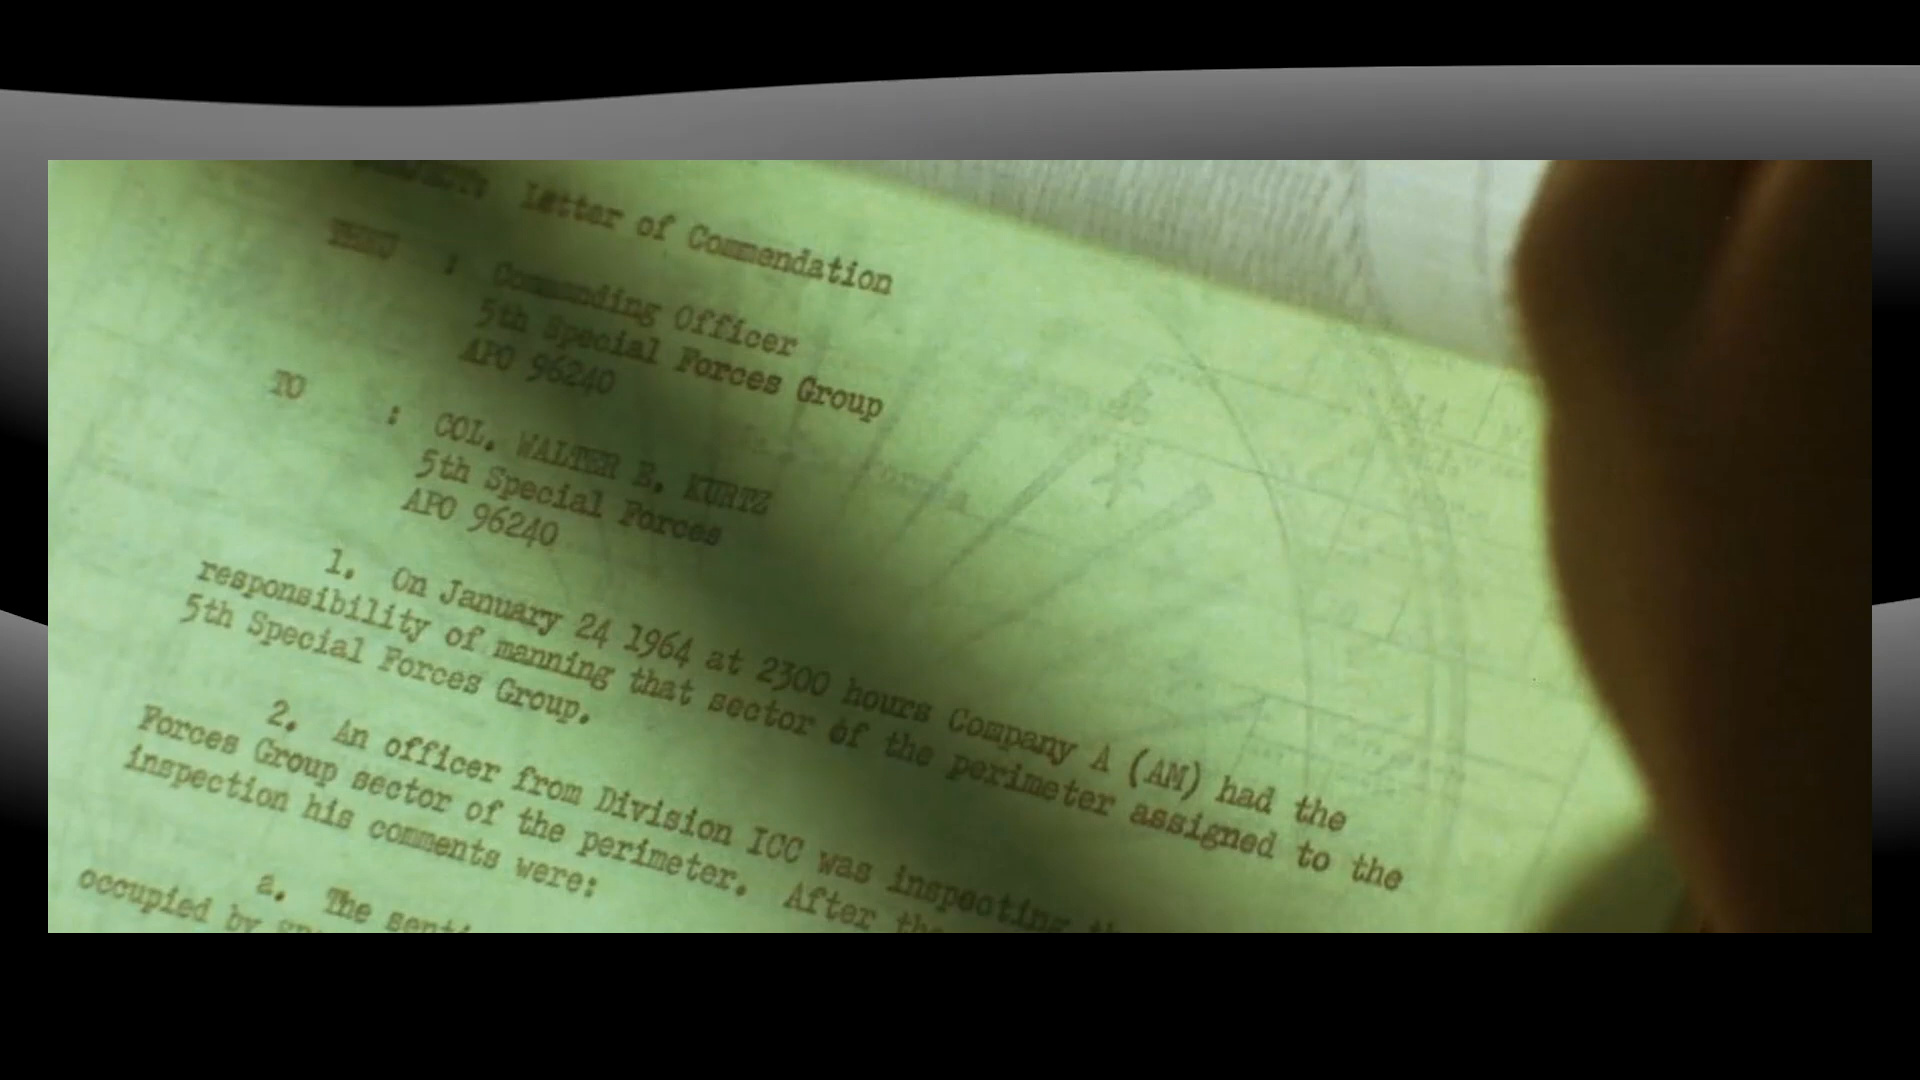 SUBJECT: Letter of Commendation
THRU : Commanding Officer
5th Special Forces Group
APO 96240
TO : COL. WALTER E. KURTZ
5th Special Forces
APO 96240
1. On January 24 1964 at 2300 hours Company A (AM) had the
responsibility of manning that sector of the perimeter assigned to the
5th Special Forces Group.
2. An officer from Division ICC was inspecting
Forces Group sector of the perimeter. After the
inspection his comments were:
a. The
occupied by